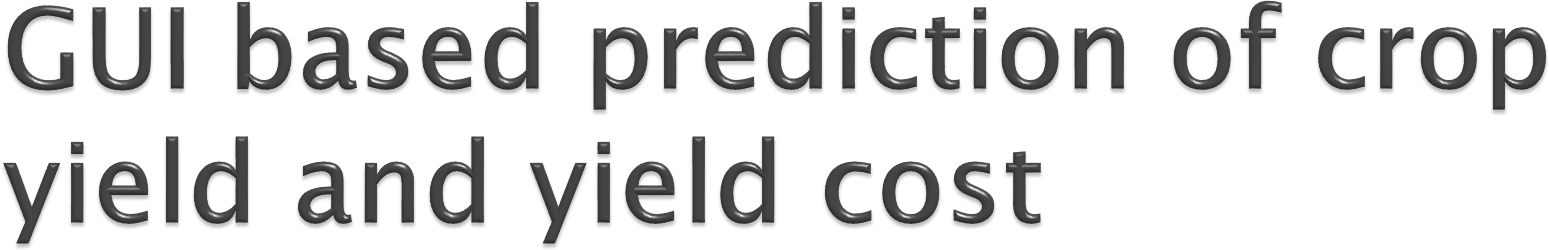 GUI based prediction of crop
yield and yield cost